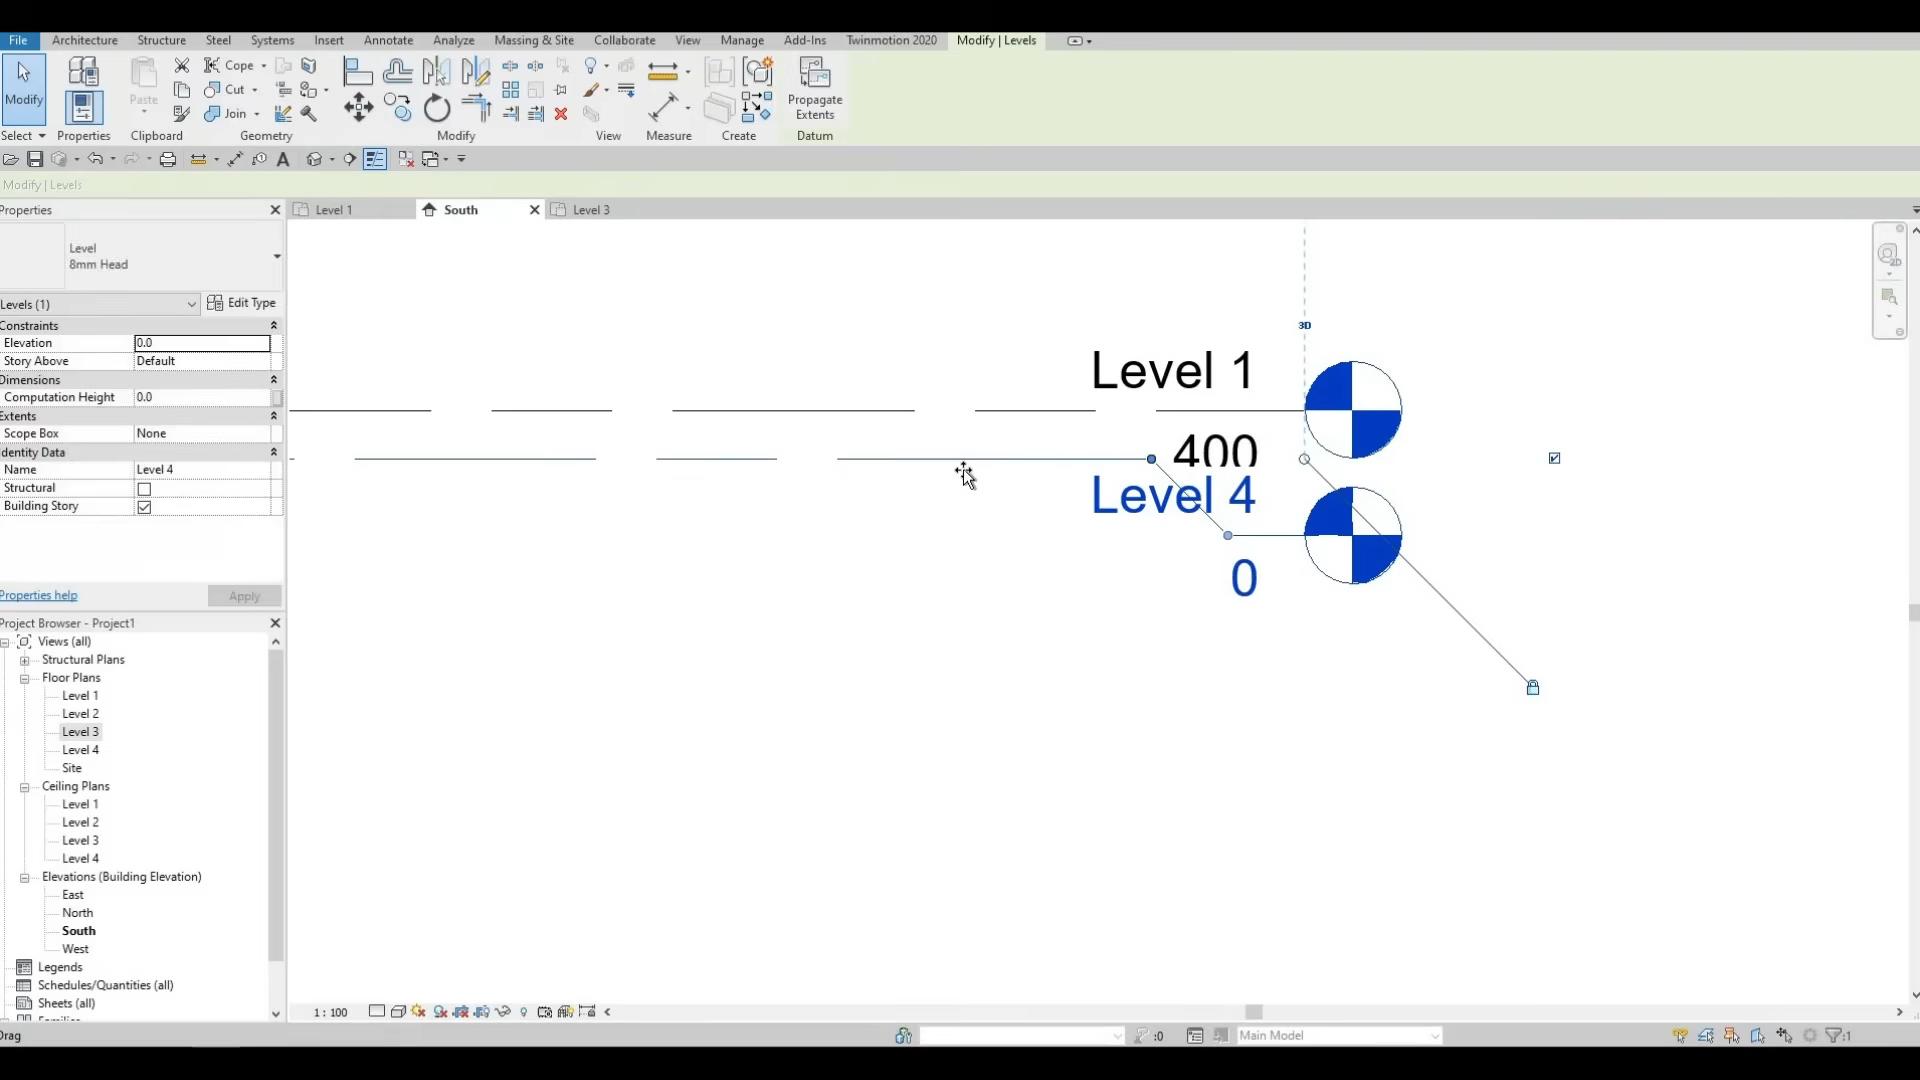 File Architecture Structure Steel Systems Insert Annotate Analyze Massing & Site Collaborate View Manage Add-Ins Twinmotion 2020 Modify | Levels
Modify
Paste
Cope
Cut
Join
Propagate
Extents
Select Properties Clipboard Geometry Modify View Measure Create Datum
Modify | Levels
Properties
Level 1
South
Level 3
Level
8mm Head
Levels (1)
Edit Type
Constraints
Elevation 0.0
Story Above Default
Dimensions
Computation Height 0.0
Extents
Scope Box None
Identity Data
Name Level 4
Structural
Building Story
Properties help
Apply
3D
Level 1
400
Level 4
0
Project Browser - Project1
Views (all)
Structural Plans
Floor Plans
Level 1
Level 2
Level 3
Level 4
Site
Ceiling Plans
Level 1
Level 2
Level 3
Level 4
Elevations (Building Elevation)
East
North
South
West
Legends
Schedules/Quantities (all)
Sheets (all)
1 : 100
Drag
:0
Main Model
:1
2D